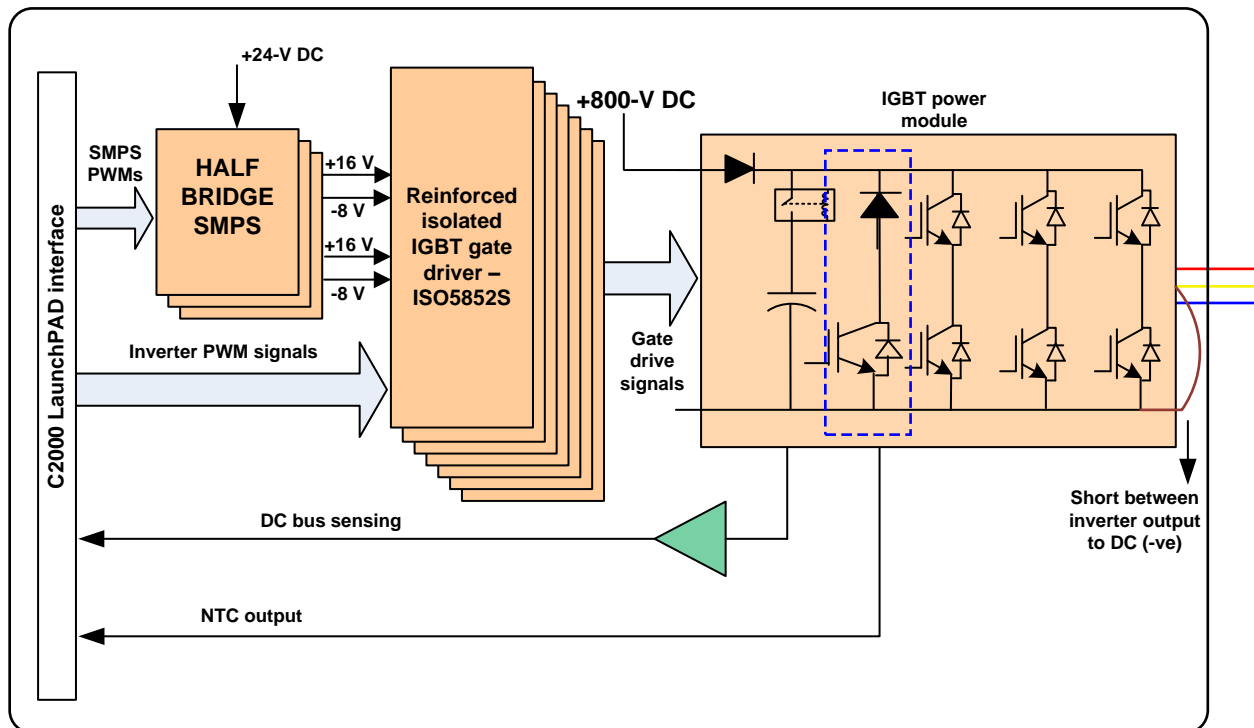 +24-V DC
SMPS
PWMs
HALF
BRIDGE
SMPS
+16 V
-8 V
+16 V
-8 V
Reinforced
isolated
IGBT gate
driver –
ISO5852S
+800-V DC
IGBT power
module
Inverter PWM signals
Gate
drive
signals
C2000 LaunchPAD interface
DC bus sensing
NTC output
Short between
inverter output
to DC (-ve)